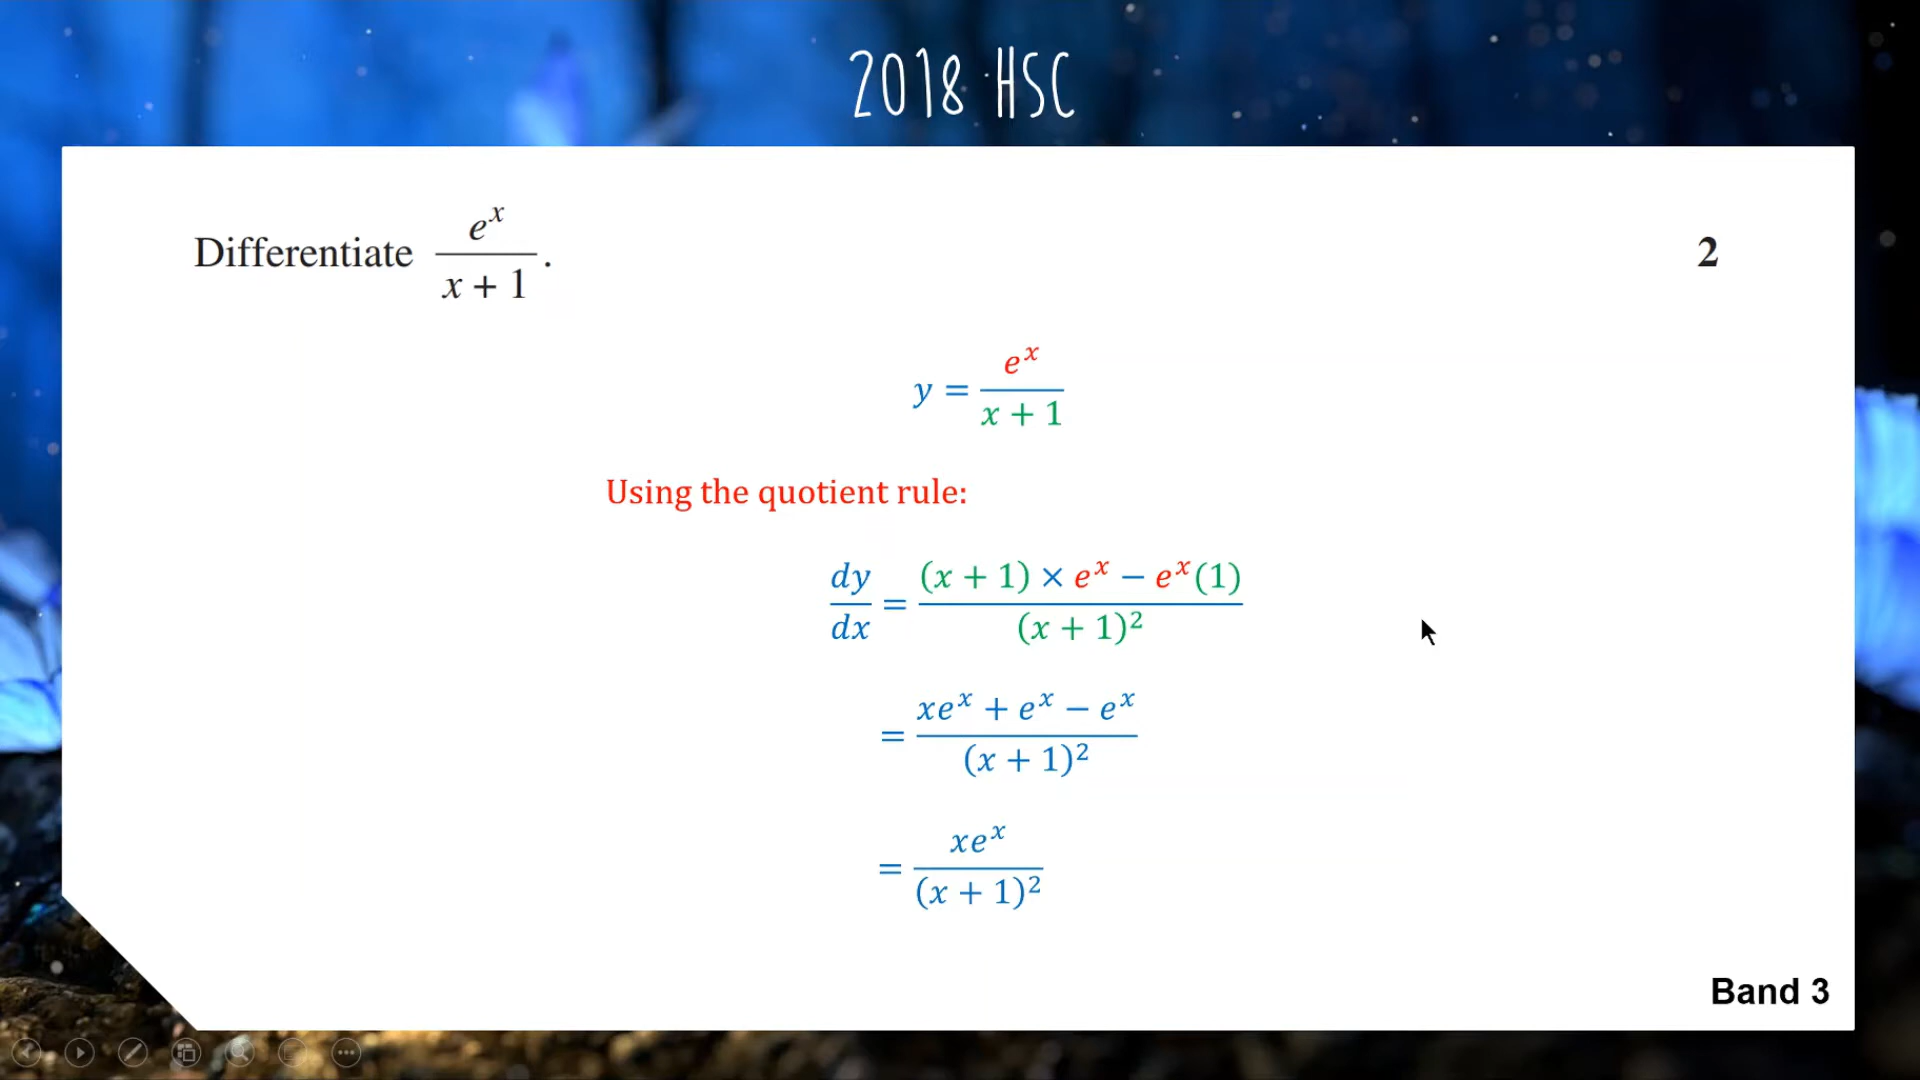 2018 HSC
Differentiate e^x / (x + 1). 2
y = e^x / (x + 1)
Using the quotient rule:
dy/dx = ((x + 1) × e^x − e^x(1)) / (x + 1)²
= (xe^x + e^x − e^x) / (x + 1)²
= xe^x / (x + 1)²
Band 3